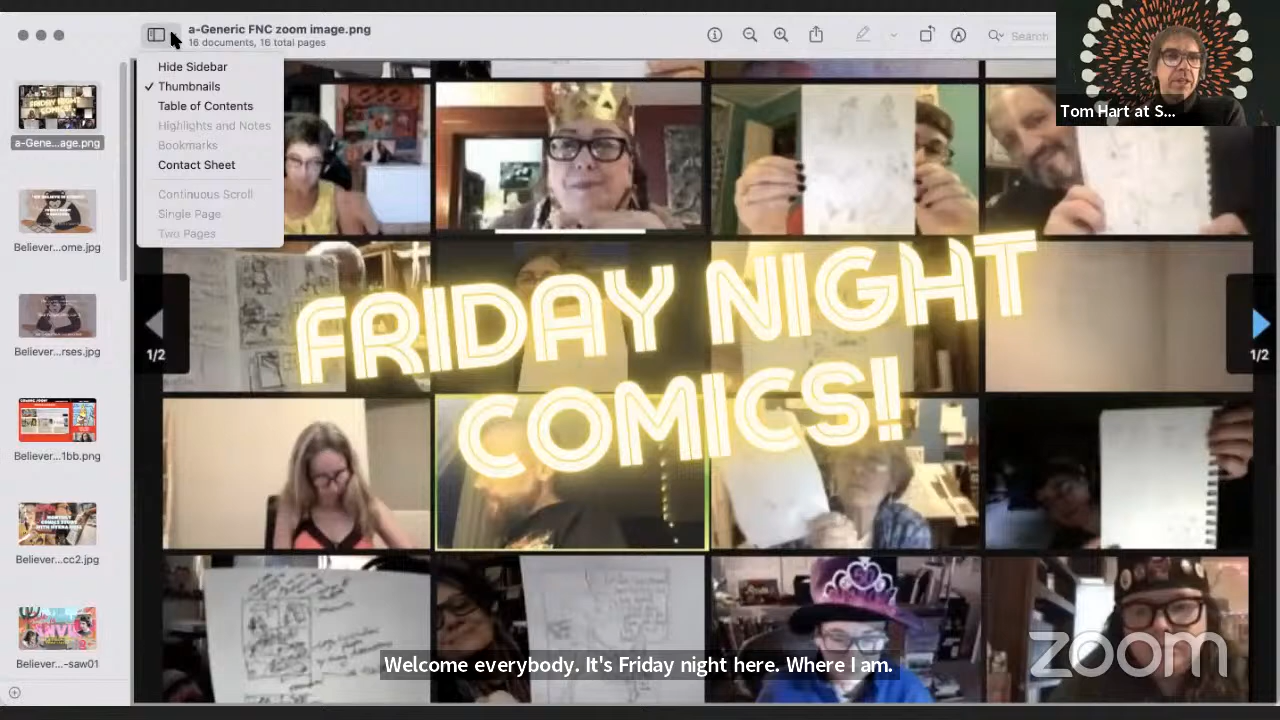 a-Generic FNC zoom image.png
16 documents, 16 total pages
Search
Tom Hart at S...
Hide Sidebar
Thumbnails
Table of Contents
Highlights and Notes
Bookmarks
Contact Sheet
Continuous Scroll
Single Page
Two Pages
FRIDAY NIGHT
COMICS!
a-Gene...age.png
Believer...ome.jpg
Believer...rses.jpg
Believer...1bb.png
Believer...cc2.jpg
Believer...-saw01
1/2
1/2
Welcome everybody. It's Friday night here. Where I am.
zoom